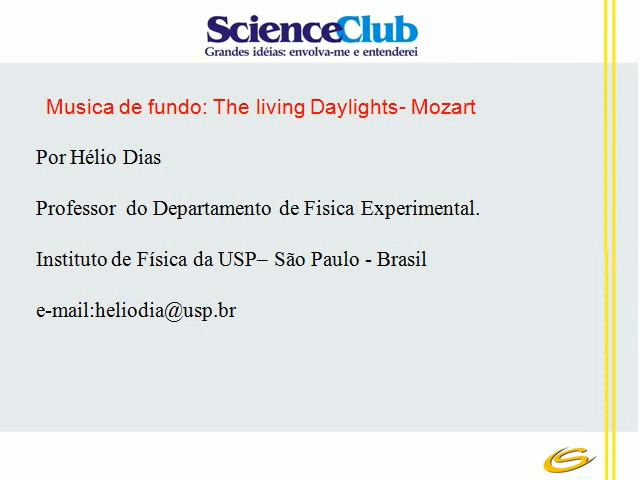 ScienceClub
Grandes idéias: envolva-me e entenderei
Musica de fundo: The living Daylights- Mozart
Por Hélio Dias
Professor do Departamento de Fisica Experimental.
Instituto de Física da USP– São Paulo - Brasil
e-mail:heliodia@usp.br